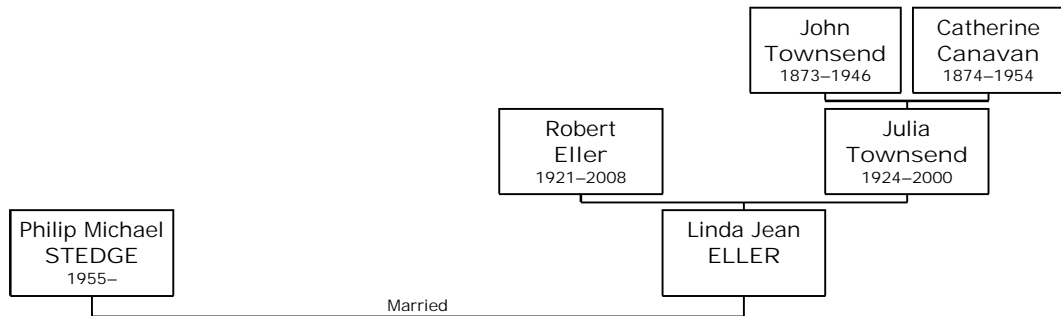 John
Townsend
1873–1946
Catherine
Canavan
1874–1954
Robert
Eller
1921–2008
Julia
Townsend
1924–2000
Philip Michael
STEDGE
1955–
Linda Jean
ELLER
Married